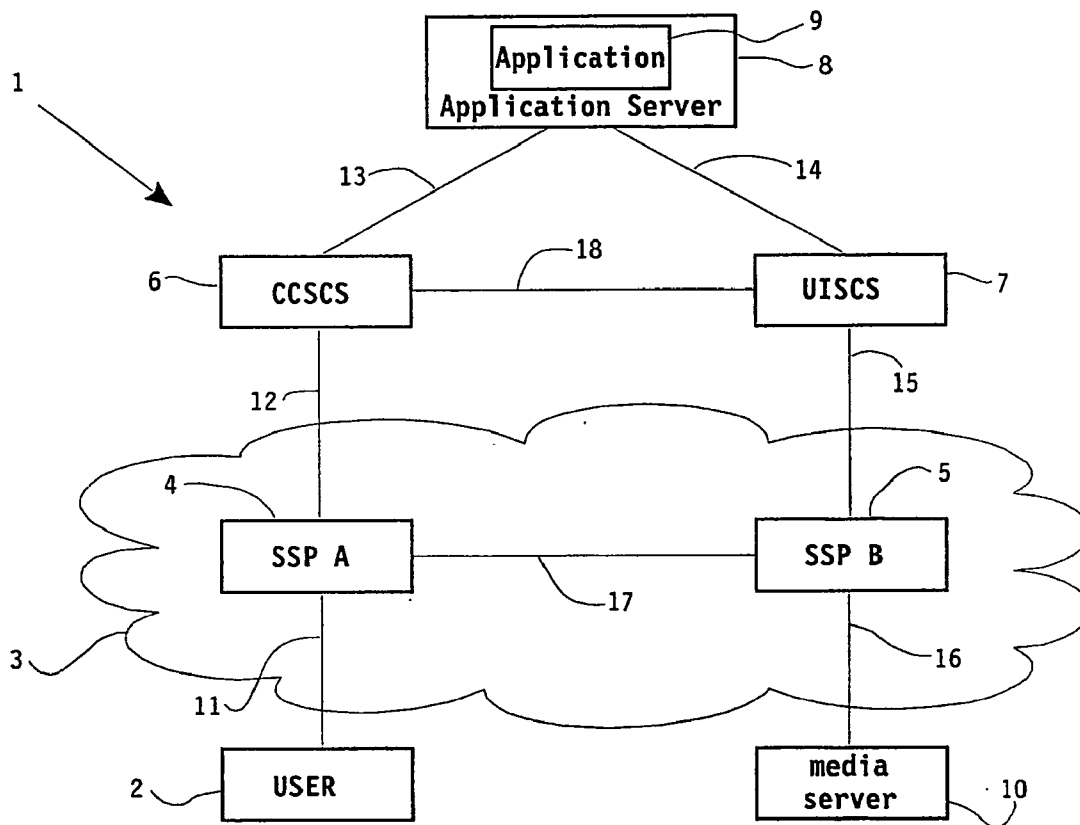 9
Application
8
Application Server
1
13
14
18
6
CCSCS
UISCS
7
12
15
4
5
SSP A
SSP B
17
3
11
16
2
USER
media
server
10